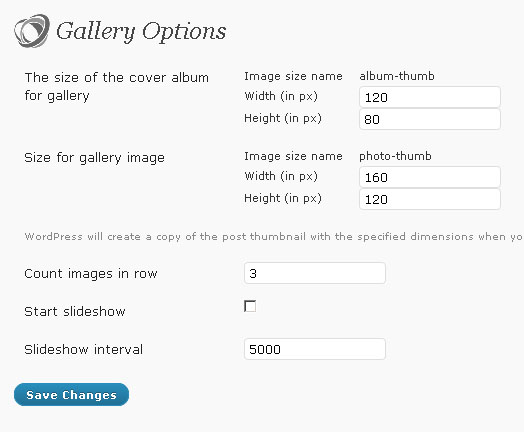 Gallery Options
The size of the cover album Image size name album-thumb
for gallery Width (in px) 120
Height (in px) 80
Size for gallery image Image size name photo-thumb
Width (in px) 160
Height (in px) 120
WordPress will create a copy of the post thumbnail with the specified dimensions when yo
Count images in row 3
Start slideshow
Slideshow interval 5000
Save Changes